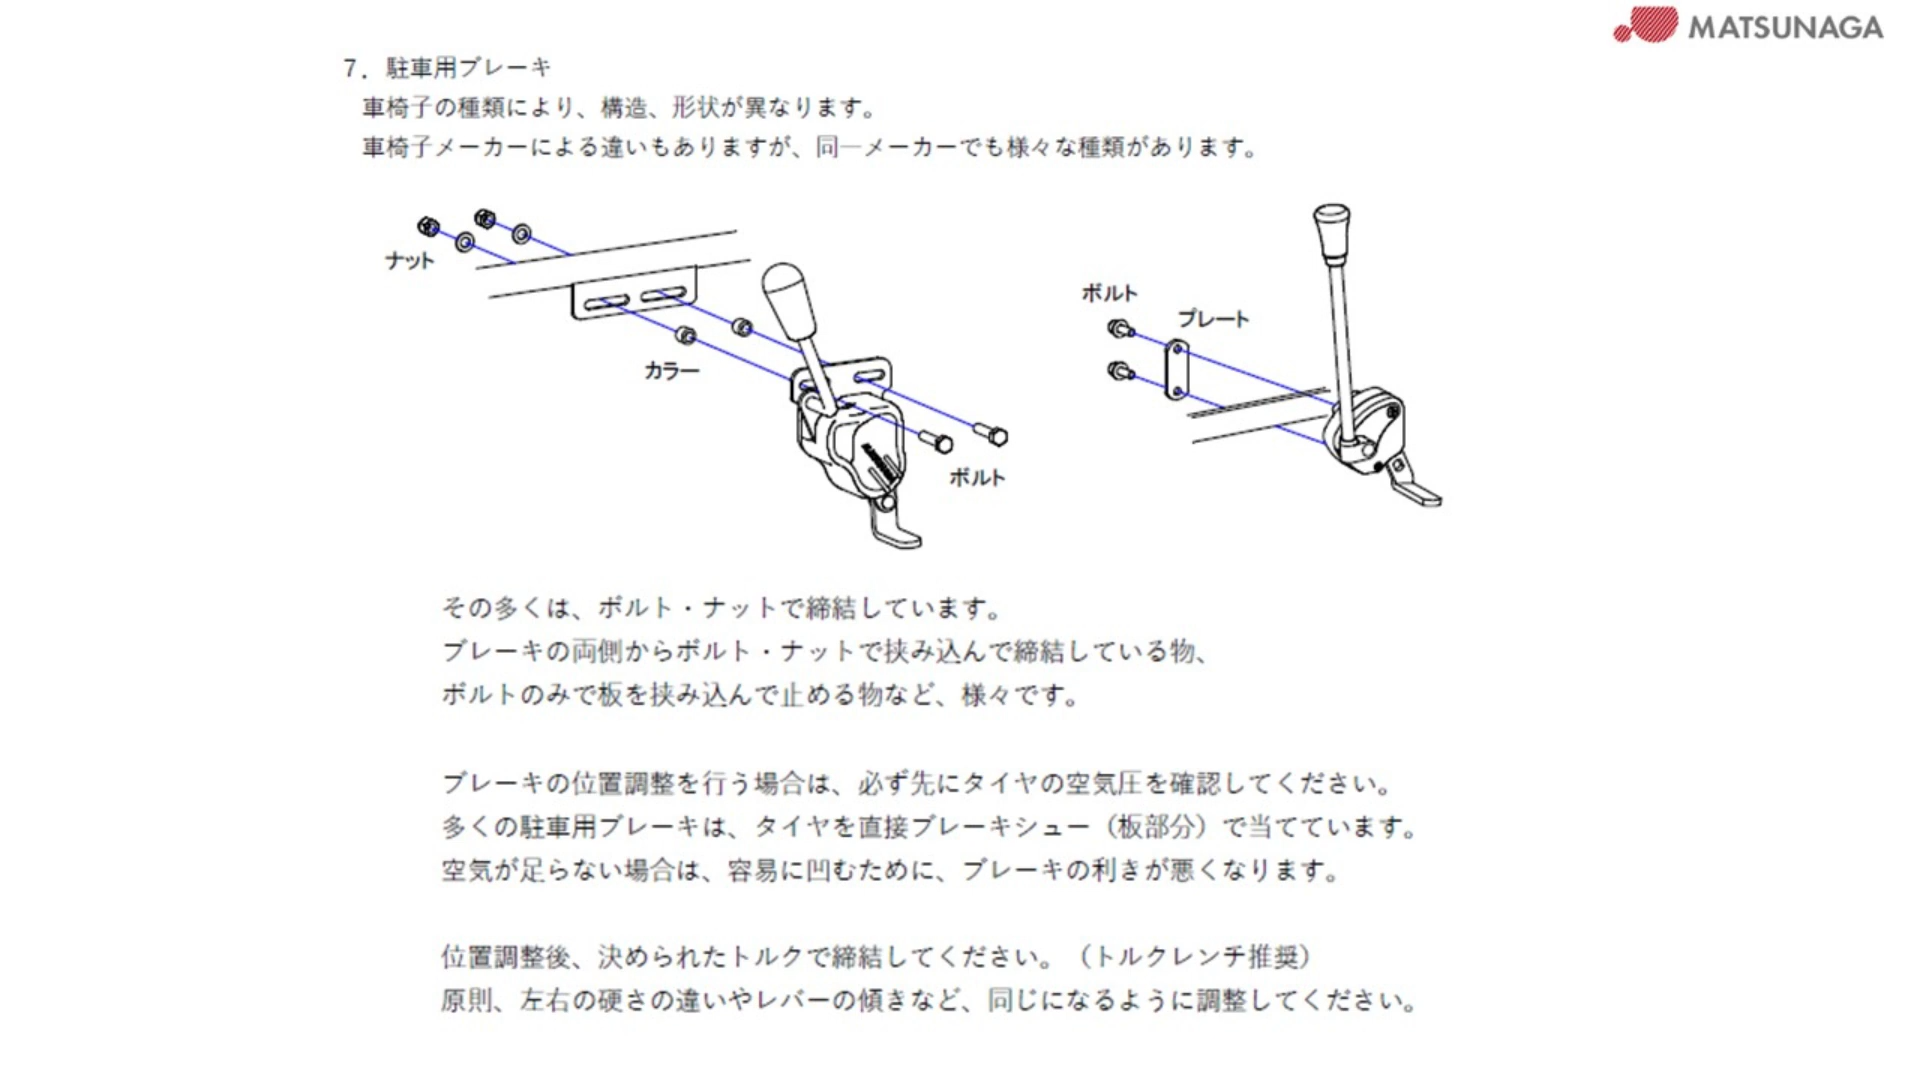 MATSUNAGA
7．駐車用ブレーキ
車椅子の種類により、構造、形状が異なります。
車椅子メーカーによる違いもありますが、同一メーカーでも様々な種類があります。
ナット
カラー
ボルト
ボルト
プレート
その多くは、ボルト・ナットで締結しています。
ブレーキの両側からボルト・ナットで挟み込んで締結している物、
ボルトのみで板を挟み込んで止める物など、様々です。
ブレーキの位置調整を行う場合は、必ず先にタイヤの空気圧を確認してください。
多くの駐車用ブレーキは、タイヤを直接ブレーキシュー（板部分）で当てています。
空気が足らない場合は、容易に凹むために、ブレーキの利きが悪くなります。
位置調整後、決められたトルクで締結してください。（トルクレンチ推奨）
原則、左右の硬さの違いやレバーの傾きなど、同じになるように調整してください。